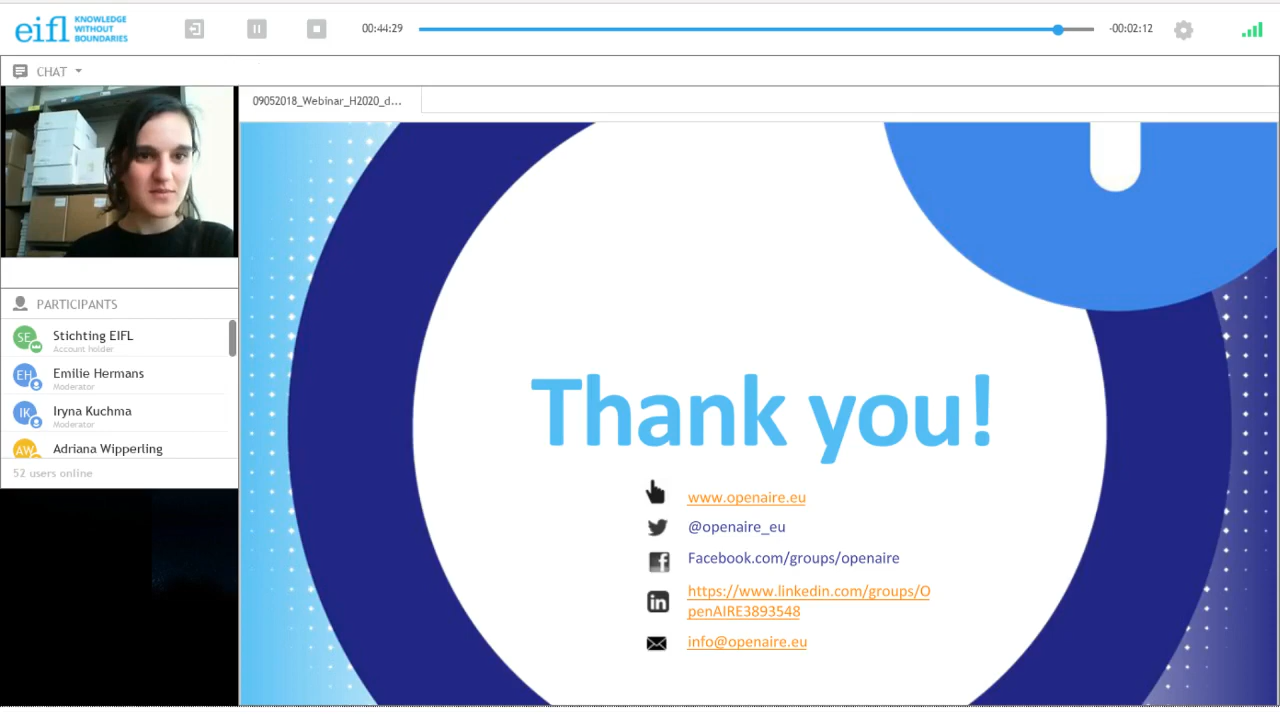 eifl KNOWLEDGE
WITHOUT
BOUNDARIES
00:44:29
-00:02:12
CHAT
09052018_Webinar_H2020_d...
PARTICIPANTS
SE Stichting EIFL
Account holder
EH Emilie Hermans
Moderator
IK Iryna Kuchma
Moderator
AW Adriana Wipperling
52 users online
Thank you!
www.openaire.eu
@openaire_eu
Facebook.com/groups/openaire
https://www.linkedin.com/groups/O
penAIRE3893548
info@openaire.eu